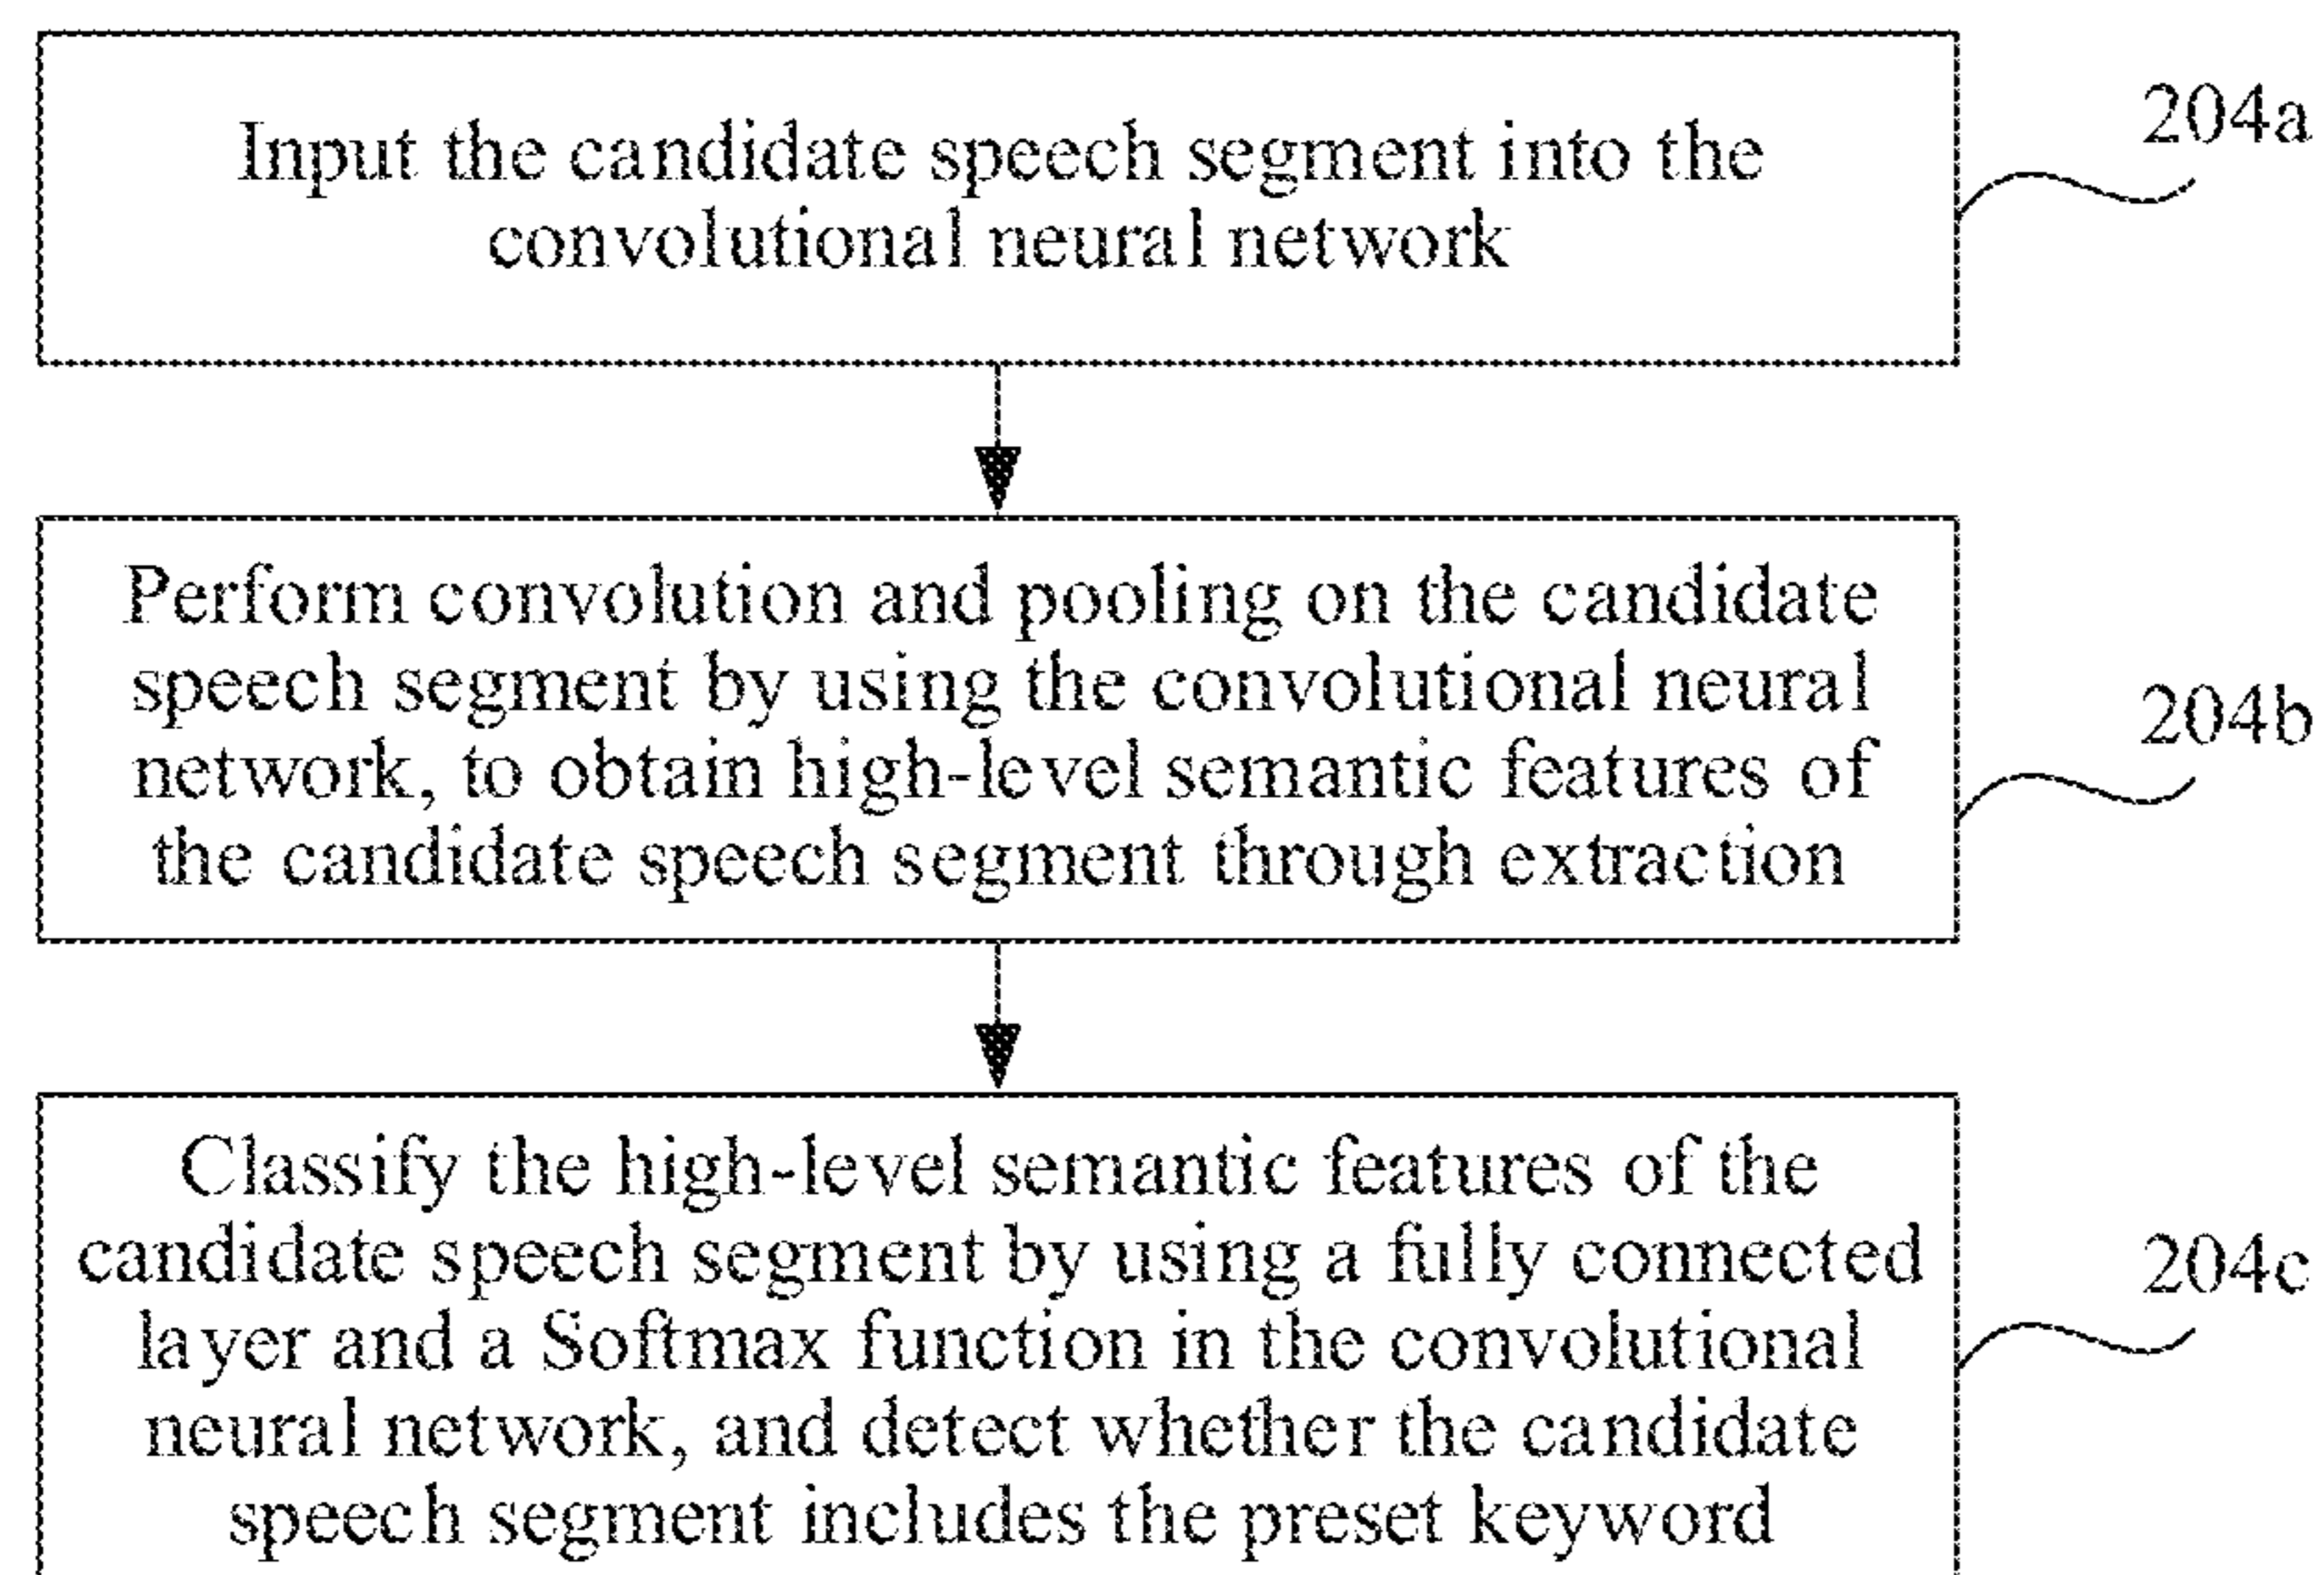 Input the candidate speech segment into the
convolutional neural network
204a
Perform convolution and pooling on the candidate
speech segment by using the convolutional neural
network, to obtain high-level semantic features of
the candidate speech segment through extraction
204b
Classify the high-level semantic features of the
candidate speech segment by using a fully connected
layer and a Softmax function in the convolutional
neural network, and detect whether the candidate
speech segment includes the preset keyword
204c